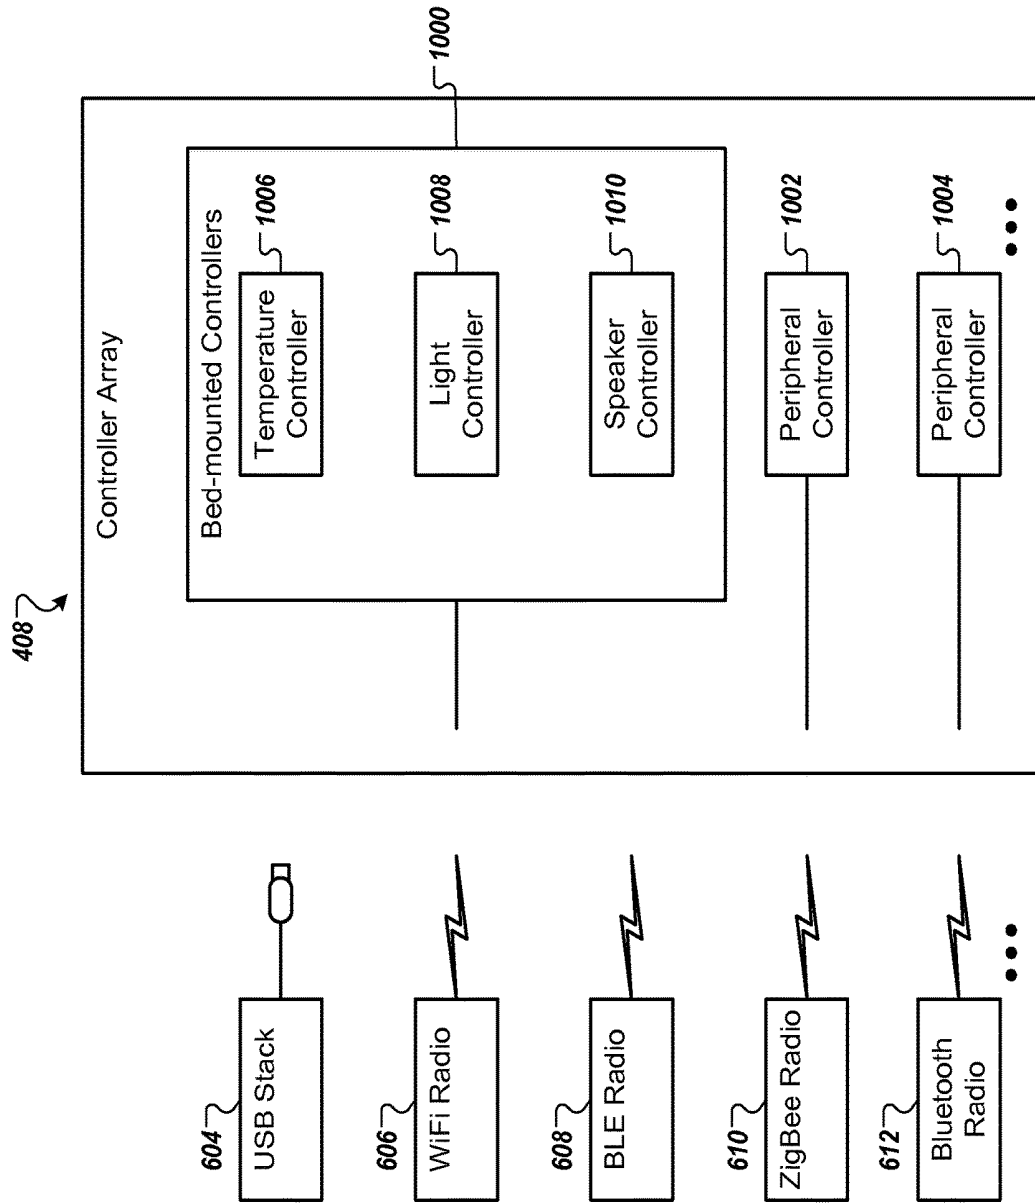 408
Controller Array
Bed-mounted Controllers
1000
Temperature
Controller
1006
Light
Controller
1008
Speaker
Controller
1010
Peripheral
Controller
1002
Peripheral
Controller
1004
604
USB Stack
606
WiFi Radio
608
BLE Radio
610
ZigBee Radio
612
Bluetooth
Radio